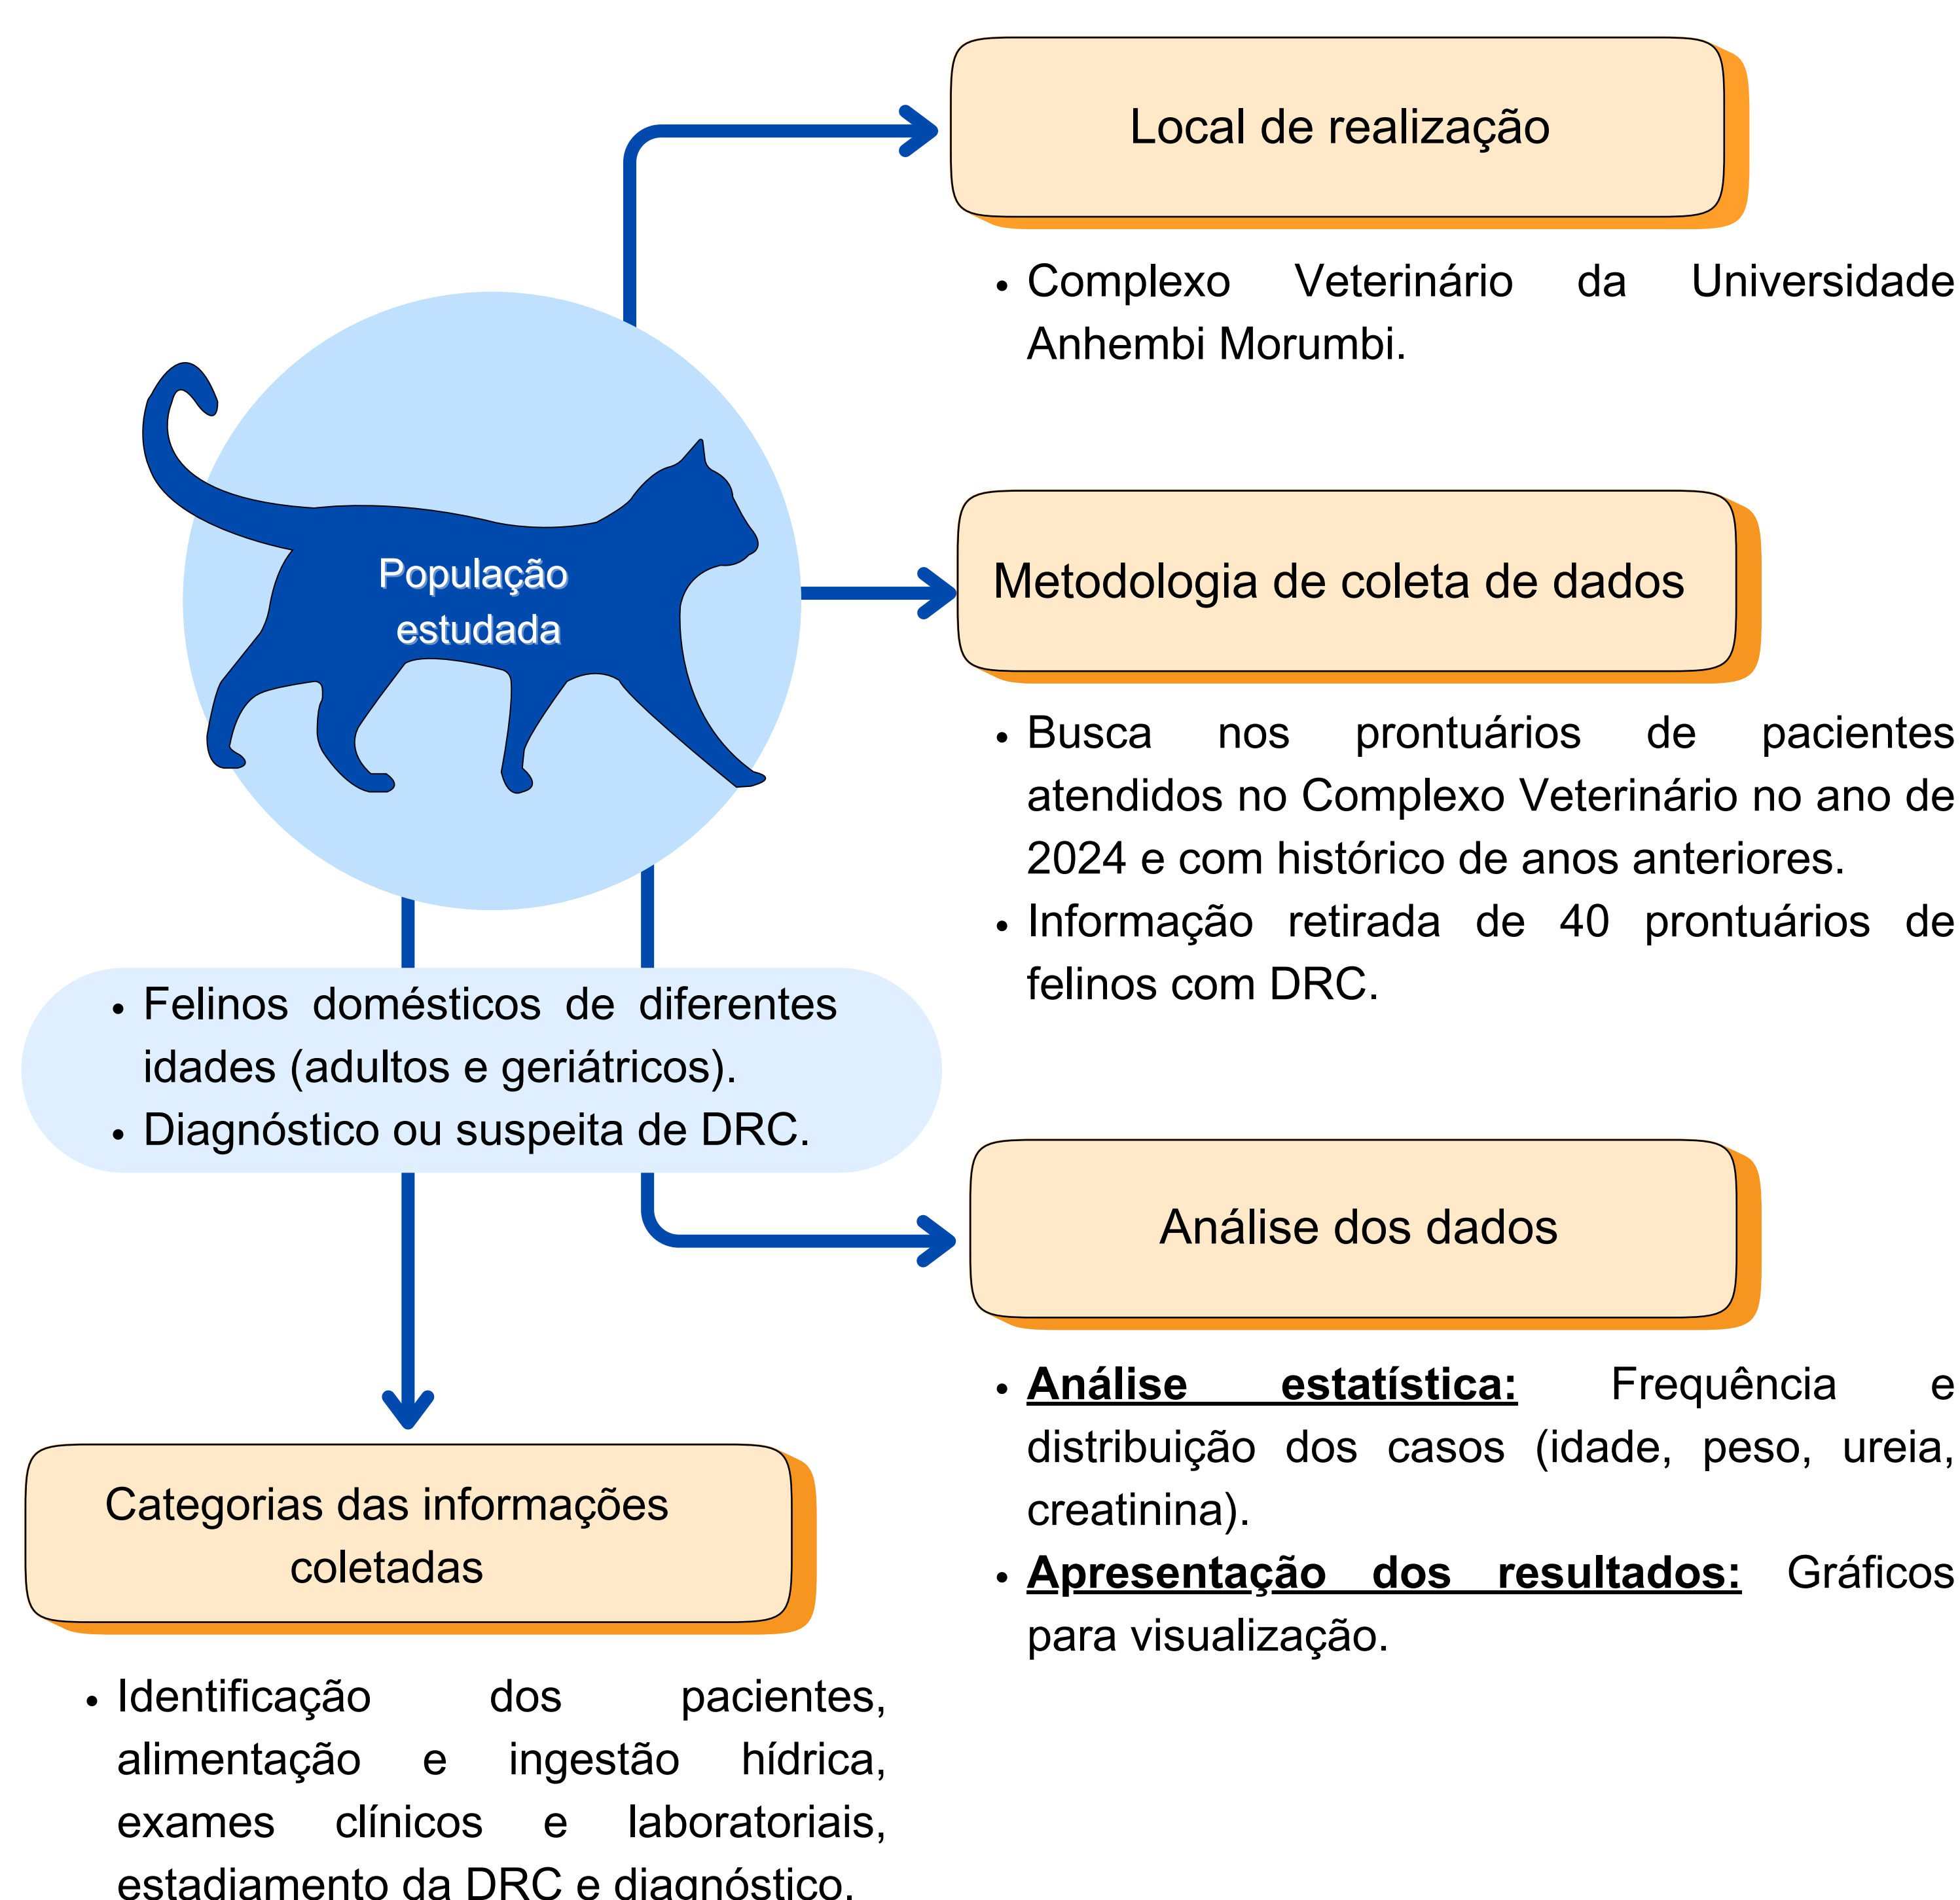 Local de realização
• Complexo Veterinário da Universidade
Anhembi Morumbi.
População
estudada
Metodologia de coleta de dados
• Busca nos prontuários de pacientes
atendidos no Complexo Veterinário no ano de
2024 e com histórico de anos anteriores.
• Informação retirada de 40 prontuários de
felinos com DRC.
• Felinos domésticos de diferentes
idades (adultos e geriátricos).
• Diagnóstico ou suspeita de DRC.
Análise dos dados
• Análise estatística: Frequência e
distribuição dos casos (idade, peso, ureia,
creatinina).
• Apresentação dos resultados: Gráficos
para visualização.
Categorias das informações
coletadas
• Identificação dos pacientes,
alimentação e ingestão hídrica,
exames clínicos e laboratoriais,
estadiamento da DRC e diagnóstico.